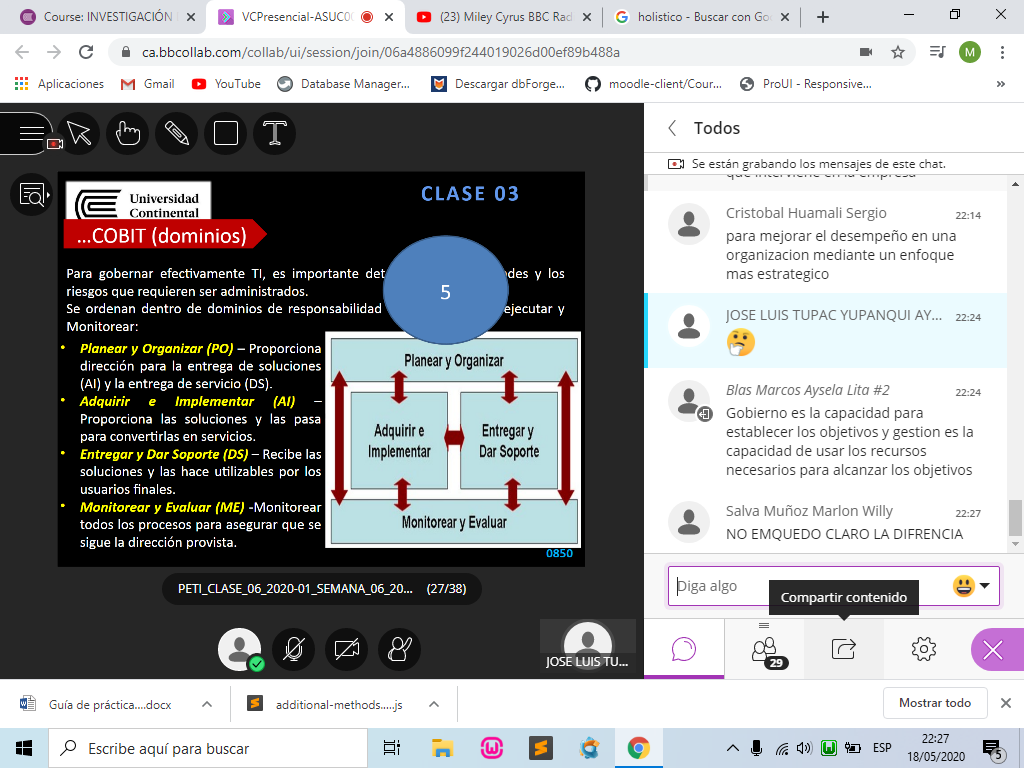 Course: INVESTIGACIÓN
VCPresencial-ASUC0
(23) Miley Cyrus BBC Rad
holistico - Buscar con Go
ca.bbcollab.com/collab/ui/session/join/06a4886099f244019026d00ef89b488a
M
Aplicaciones
Gmail
YouTube
Database Manager...
Descargar dbForge...
moodle-client/Cour...
ProUI - Responsive...
»
T
Universidad
Continental
CLASE 03
...COBIT (dominios)
Para gobernar efectivamente TI, es importante det des y los
riesgos que requieren ser administrados.
Se ordenan dentro de dominios de responsabilidad ejecutar y
Monitorear:
5
• Planear y Organizar (PO) – Proporciona
dirección para la entrega de soluciones
(AI) y la entrega de servicio (DS).
• Adquirir e Implementar (AI) –
Proporciona las soluciones y las pasa
para convertirlas en servicios.
• Entregar y Dar Soporte (DS) – Recibe las
soluciones y las hace utilizables por los
usuarios finales.
• Monitorear y Evaluar (ME) -Monitorear
todos los procesos para asegurar que se
sigue la dirección provista.
Planear y Organizar
Adquirir e
Implementar
Entregar y
Dar Soporte
Monitorear y Evaluar
0850
PETI_CLASE_06_2020-01_SEMANA_06_20... (27/38)
JOSE LUIS TU...
Todos
Se están grabando los mensajes de este chat.
que interviene en la empresa
Cristobal Huamali Sergio 22:14
para mejorar el desempeño en una
organizacion mediante un enfoque
mas estrategico
JOSE LUIS TUPAC YUPANQUI AY... 22:24
Blas Marcos Aysela Lita #2 22:24
Gobierno es la capacidad para
establecer los objetivos y gestion es la
capacidad de usar los recursos
necesarios para alcanzar los objetivos
Salva Muñoz Marlon Willy 22:27
NO EMQUEDO CLARO LA DIFRENCIA
Diga algo
Compartir contenido
29
Guía de práctica....docx
additional-methods.....js
Mostrar todo
Escribe aquí para buscar
ESP
22:27
18/05/2020
5